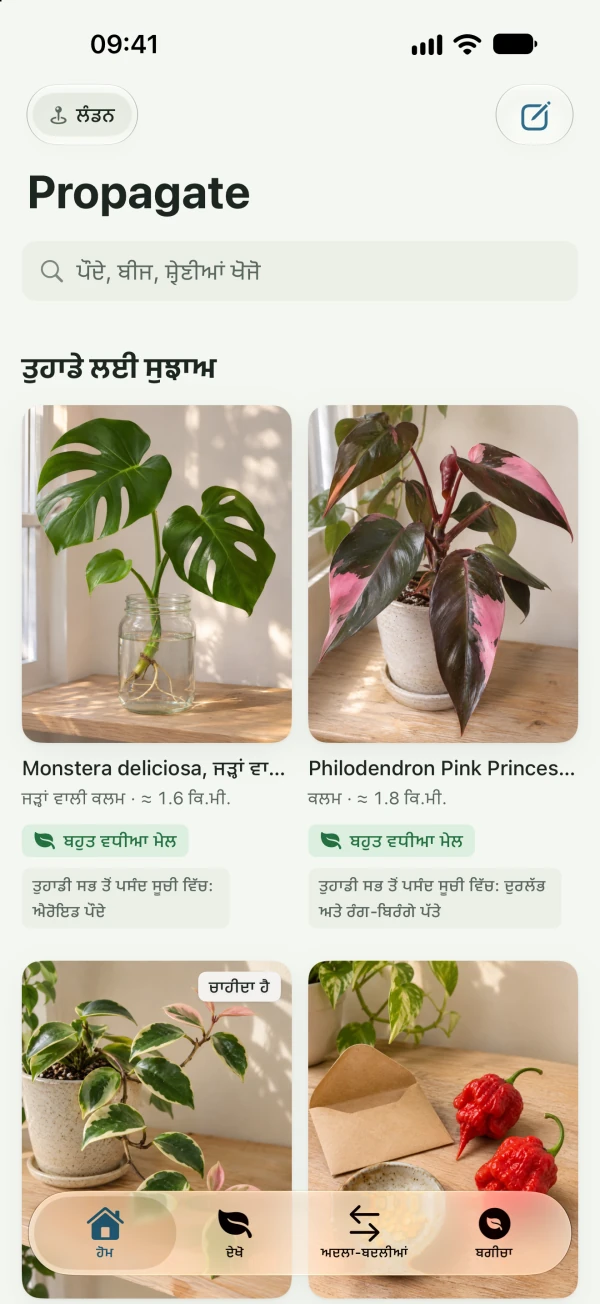 09:41
ਲੰਡਨ
Propagate
ਪੌਦੇ, ਬੀਜ, ਸ਼੍ਰੇਣੀਆਂ ਖੋਜੋ
ਤੁਹਾਡੇ ਲਈ ਸੁਝਾਅ
Monstera deliciosa, ਜੜ੍ਹਾਂ ਵਾ...
Philodendron Pink Princes...
ਜੜ੍ਹਾਂ ਵਾਲੀ ਕਲਮ · ≈ 1.6 ਕਿ.ਮੀ.
ਕਲਮ · ≈ 1.8 ਕਿ.ਮੀ.
ਬਹੁਤ ਵਧੀਆ ਮੇਲ
ਬਹੁਤ ਵਧੀਆ ਮੇਲ
ਤੁਹਾਡੀ ਸਭ ਤੋਂ ਪਸੰਦ ਸੂਚੀ ਵਿੱਚ:
ਐਰੋਇਡ ਪੌਦੇ
ਤੁਹਾਡੀ ਸਭ ਤੋਂ ਪਸੰਦ ਸੂਚੀ ਵਿੱਚ: ਦੁਰਲੱਭ
ਅਤੇ ਰੰਗ-ਬਿਰੰਗੇ ਪੱਤੇ
ਚਾਹੀਦਾ ਹੈ
ਹੋਮ
ਦੇਖੋ
ਅਦਲਾ-ਬਦਲੀਆਂ
ਬਗੀਚਾ